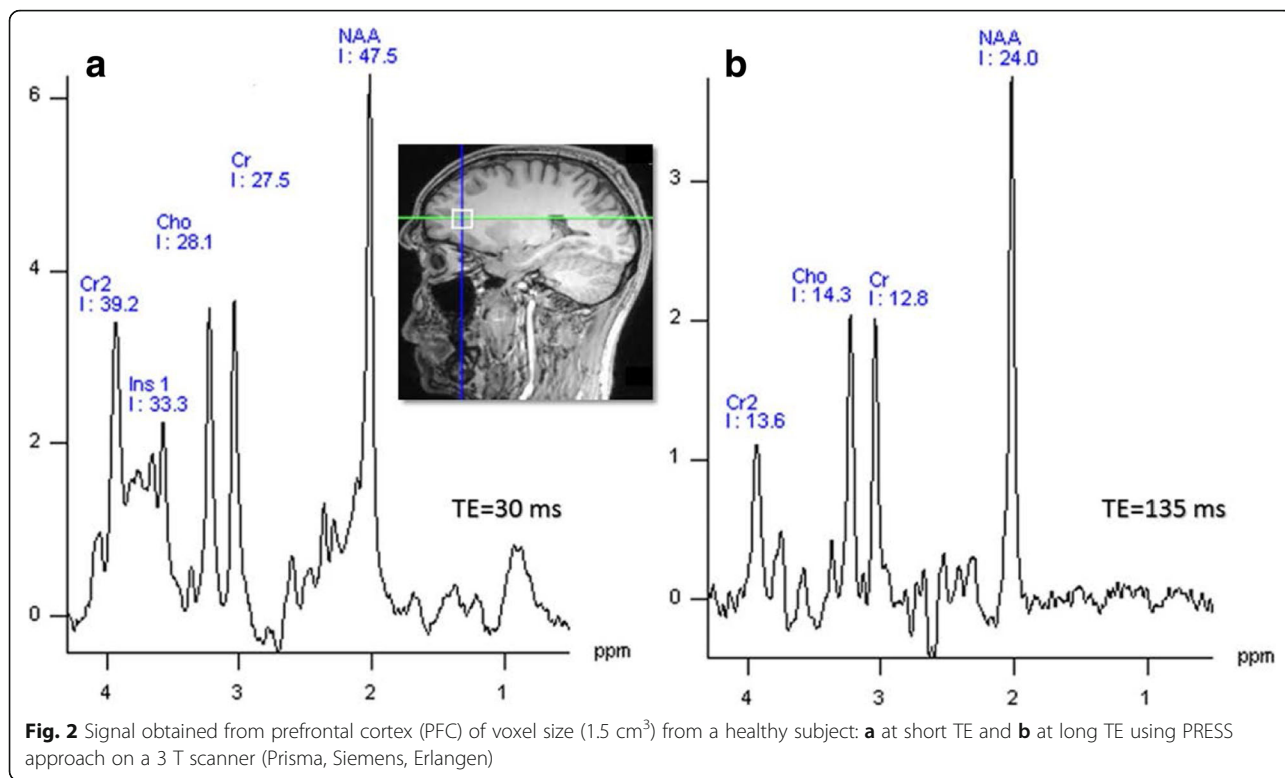 a
NAA
I : 47.5
6
Cr
I : 27.5
Cho
I : 28.1
4
Cr2
I : 39.2
Ins 1
I : 33.3
2
TE=30 ms
0
ppm
4 3 2 1
b
NAA
I : 24.0
3
Cho
I : 14.3
Cr
I : 12.8
2
Cr2
I : 13.6
1
TE=135 ms
0
ppm
4 3 2 1
Fig. 2 Signal obtained from prefrontal cortex (PFC) of voxel size (1.5 cm³) from a healthy subject: a at short TE and b at long TE using PRESS
approach on a 3 T scanner (Prisma, Siemens, Erlangen)